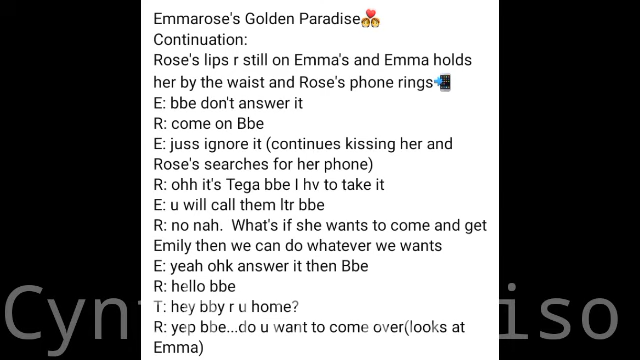 Emmarose's Golden Paradise💏
Continuation:
Rose's lips r still on Emma's and Emma holds
her by the waist and Rose's phone rings📲
E: bbe don't answer it
R: come on Bbe
E: juss ignore it (continues kissing her and
Rose's searches for her phone)
R: ohh it's Tega bbe I hv to take it
E: u will call them ltr bbe
R: no nah. What's if she wants to come and get
Emily then we can do whatever we wants
E: yeah ohk answer it then Bbe
R: hello bbe
T: hey bby r u home?
R: yep bbe...do u want to come over(looks at
Emma)